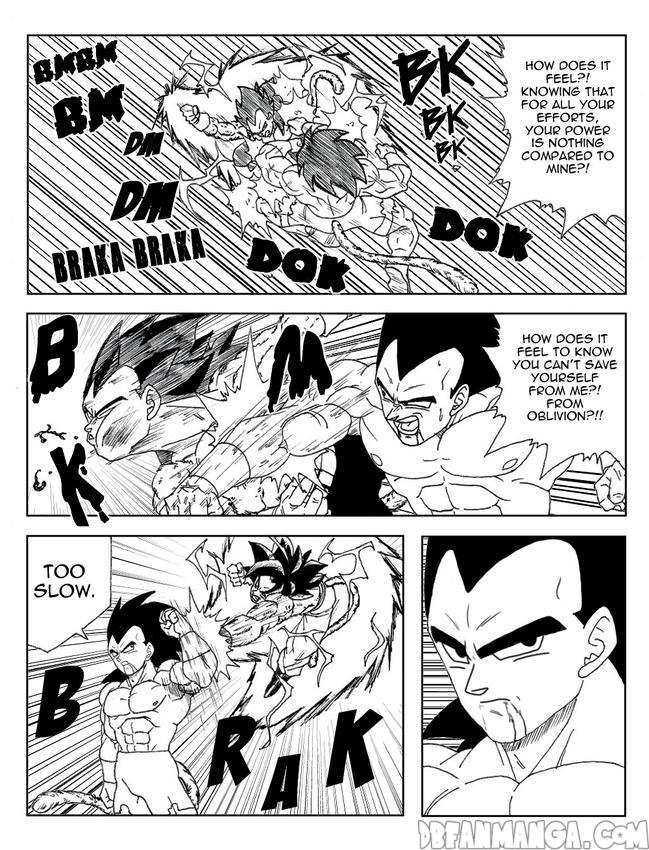 BMBM
BM
DM
DM
BRAKA BRAKA
DOK
BK
BK
BK
DOK
HOW DOES IT
FEEL?!
KNOWING THAT
FOR ALL YOUR
EFFORTS,
YOUR POWER
IS NOTHING
COMPARED TO
MINE?!
B M
K
HOW DOES IT
FEEL TO KNOW
YOU CAN'T SAVE
YOURSELF
FROM ME?!
FROM
OBLIVION?!!
TOO
SLOW.
BRAK
DBFANMANGA.COM